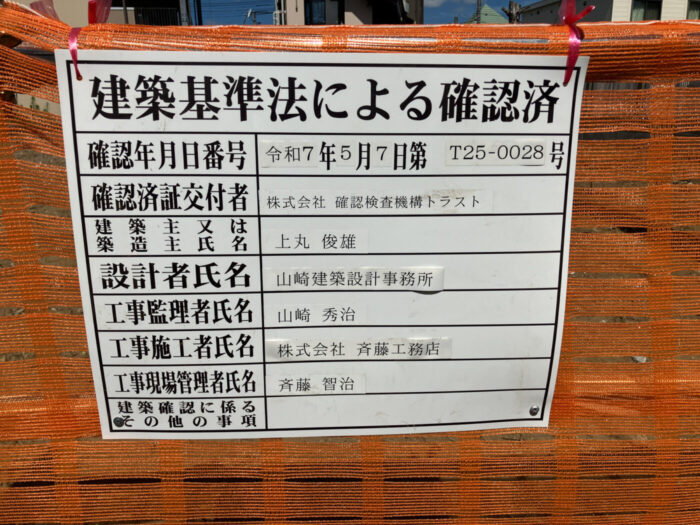 建築基準法による確認済
確認年月日番号 令和7年5月7日第 T25-0028号
確認済証交付者 株式会社 確認検査機構トラスト
建築主又は
築造主氏名 上丸 俊雄
設計者氏名 山崎建築設計事務所
工事監理者氏名 山崎 秀治
工事施工者氏名 株式会社 斉藤工務店
工事現場管理者氏名 斉藤 智治
建築確認に係る
その他の事項